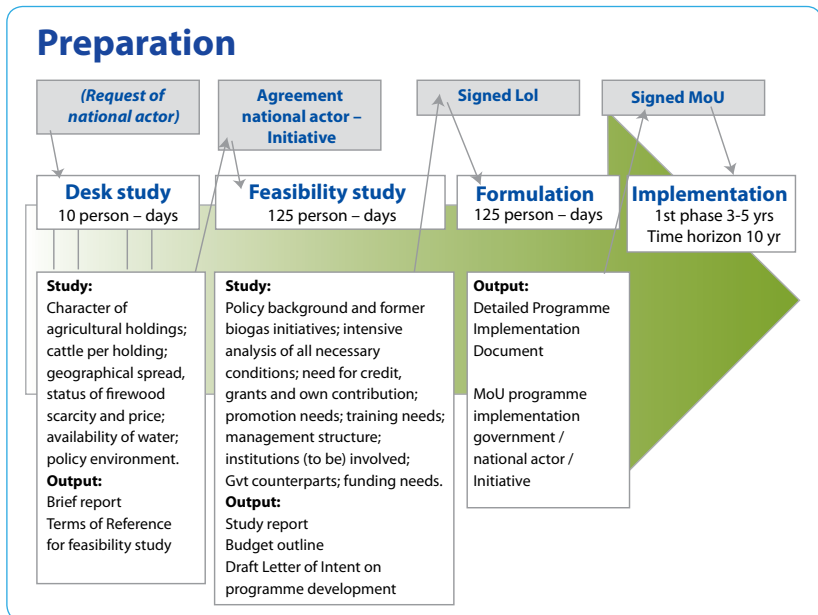 Preparation
(Request of
national actor)
Agreement
national actor –
Initiative
Signed LoI
Signed MoU
Desk study
10 person – days
Feasibility study
125 person – days
Formulation
125 person – days
Implementation
1st phase 3-5 yrs
Time horizon 10 yr
Study:
Character of
agricultural holdings;
cattle per holding;
geographical spread,
status of firewood
scarcity and price;
availability of water;
policy environment.
Output:
Brief report
Terms of Reference
for feasibility study
Study:
Policy background and former
biogas initiatives; intensive
analysis of all necessary
conditions; need for credit,
grants and own contribution;
promotion needs; training needs;
management structure;
institutions (to be) involved;
Gvt counterparts; funding needs.
Output:
Study report
Budget outline
Draft Letter of Intent on
programme development
Output:
Detailed Programme
Implementation
Document
MoU programme
implementation
government /
national actor /
Initiative